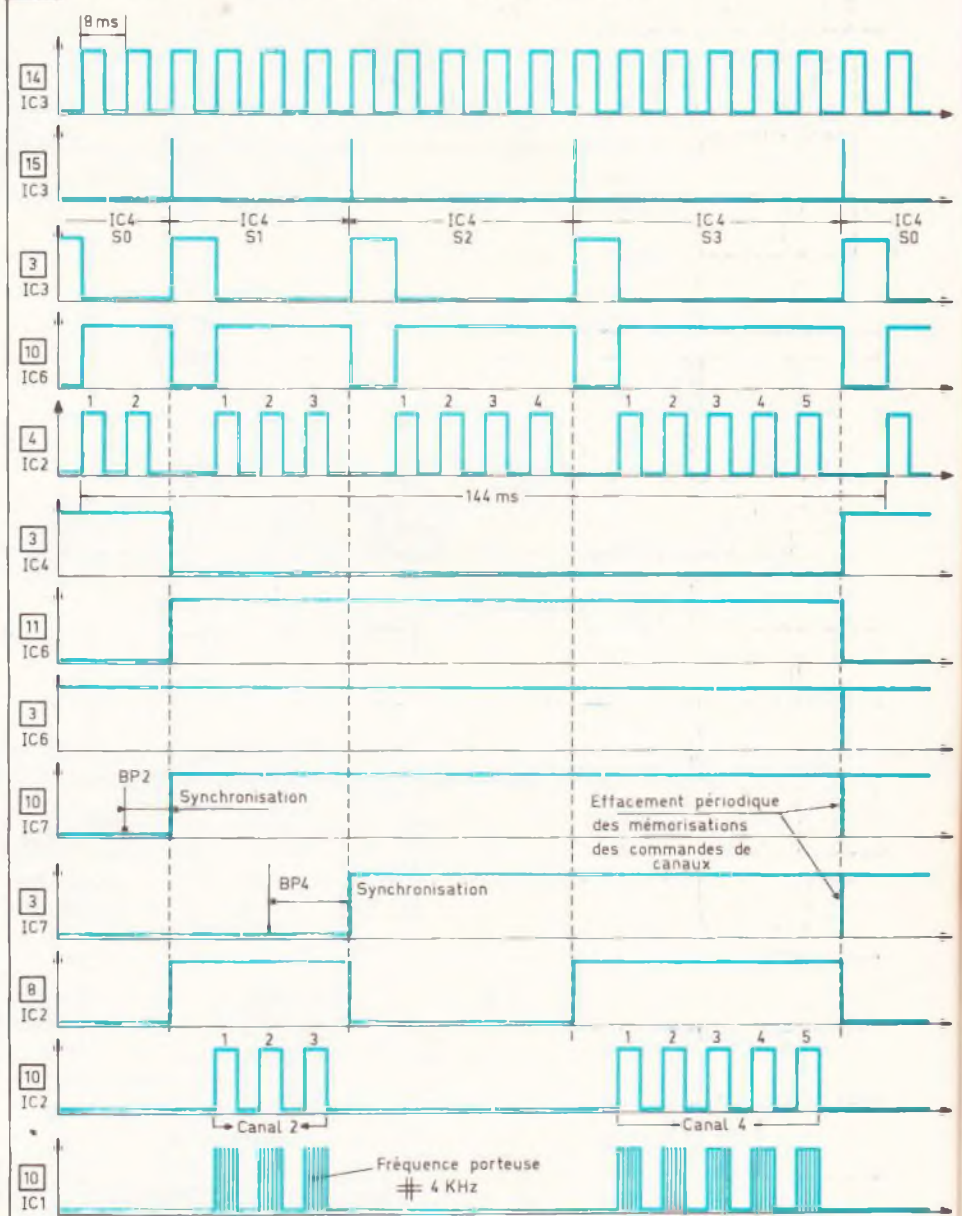 8 ms
14
IC3
15
IC3
IC4 IC4 IC4 IC4 IC4
S0 S1 S2 S3 S0
3
IC3
10
IC6
1 2 1 2 3 1 2 3 4 1 2 3 4 5
4
IC2
144 ms
3
IC4
11
IC6
3
IC6
BP2
Synchronisation
10
IC7
Effacement périodique
des mémorisations
des commandes de
canaux
BP4
Synchronisation
3
IC7
8
IC2
1 2 3 1 2 3 4 5
10
IC2
Canal 2 Canal 4
Fréquence porteuse
# 4 KHz
10
IC1